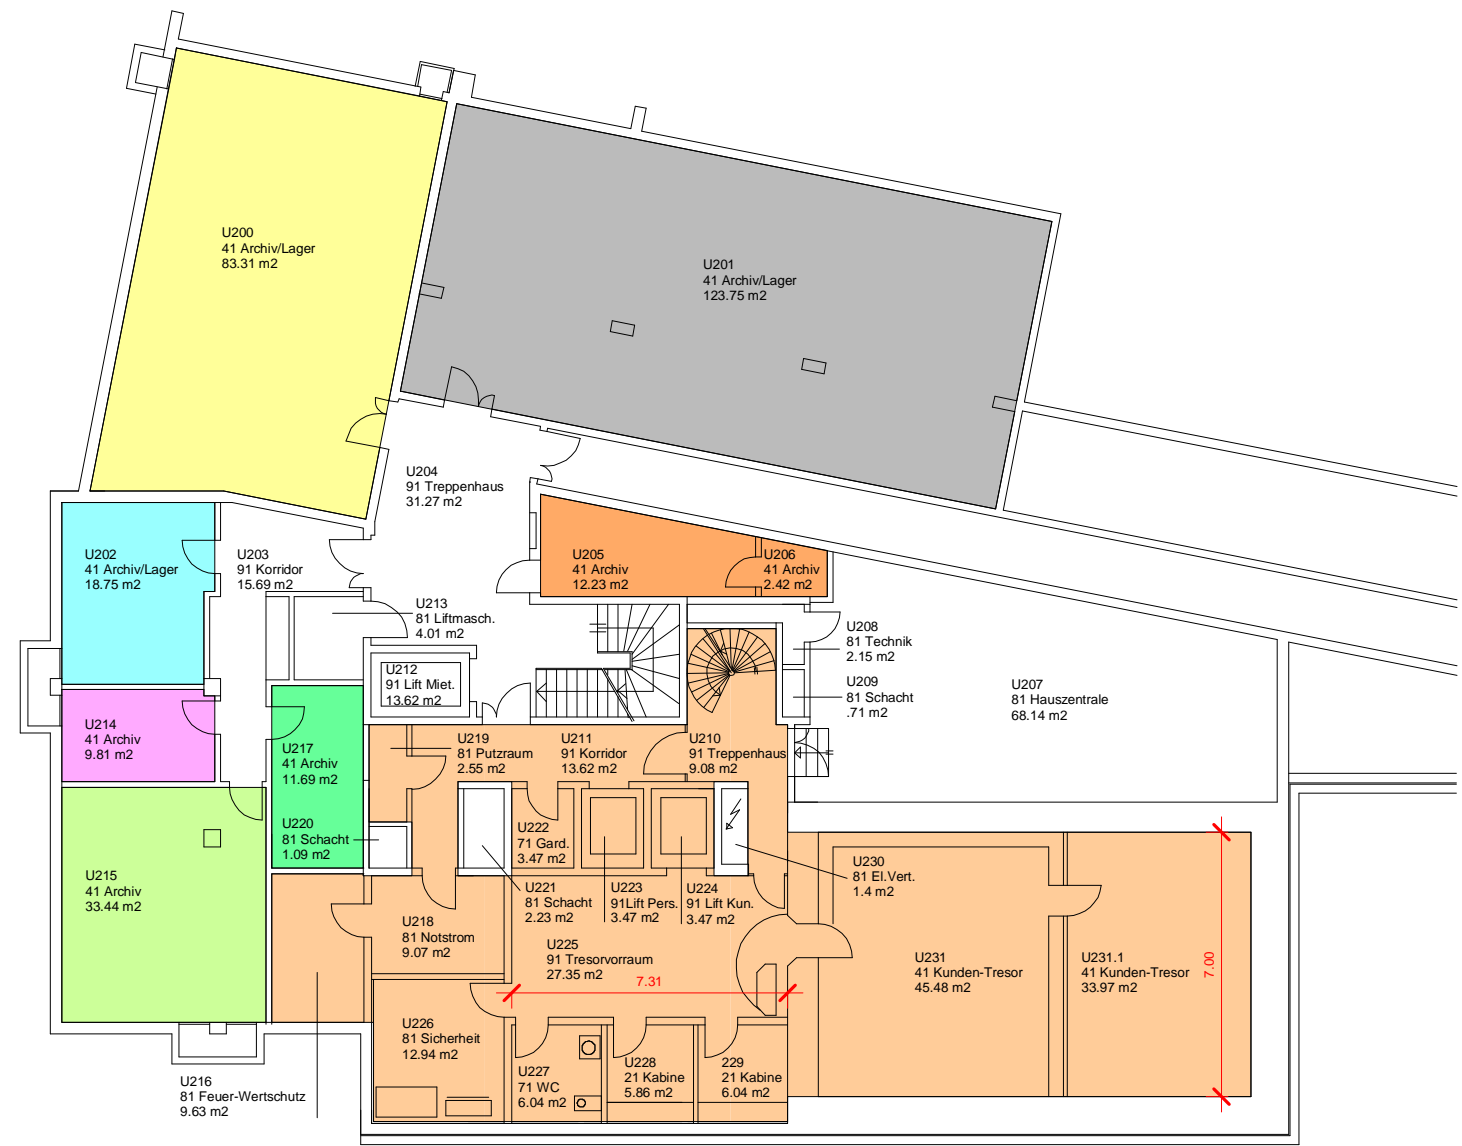 U200
41 Archiv/Lager
83.31 m2
U201
41 Archiv/Lager
123.75 m2
U204
91 Treppenhaus
31.27 m2
U202
41 Archiv/Lager
18.75 m2
U203
91 Korridor
15.69 m2
U205
41 Archiv
12.23 m2
U206
41 Archiv
2.42 m2
U213
81 Liftmasch.
4.01 m2
U208
81 Technik
2.15 m2
U212
91 Lift Miet.
13.62 m2
U209
81 Schacht
.71 m2
U207
81 Hauszentrale
68.14 m2
U214
41 Archiv
9.81 m2
U217
41 Archiv
11.69 m2
U219
81 Putzraum
2.55 m2
U211
91 Korridor
13.62 m2
U210
91 Treppenhaus
9.08 m2
U220
81 Schacht
1.09 m2
U222
71 Gard.
3.47 m2
U215
41 Archiv
33.44 m2
U221
81 Schacht
2.23 m2
U223
91Lift Pers.
3.47 m2
U224
91 Lift Kun.
3.47 m2
U230
81 El.Vert.
1.4 m2
U218
81 Notstrom
9.07 m2
U225
91 Tresorvorraum
27.35 m2
7.31
U231
41 Kunden-Tresor
45.48 m2
U231.1
41 Kunden-Tresor
33.97 m2
7.00
U226
81 Sicherheit
12.94 m2
U227
71 WC
6.04 m2
U228
21 Kabine
5.86 m2
229
21 Kabine
6.04 m2
U216
81 Feuer-Wertschutz
9.63 m2